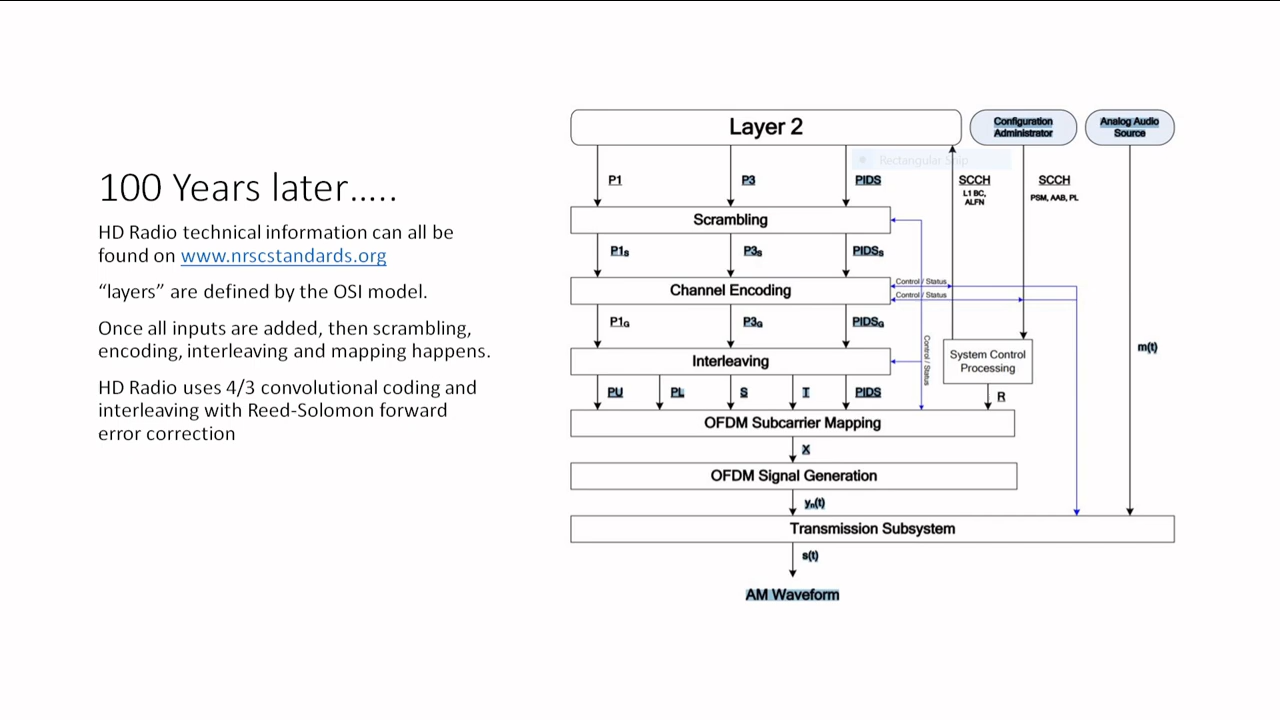 100 Years later…..
HD Radio technical information can all be
found on www.nrscstandards.org
“layers” are defined by the OSI model.
Once all inputs are added, then scrambling,
encoding, interleaving and mapping happens.
HD Radio uses 4/3 convolutional coding and
interleaving with Reed-Solomon forward
error correction
Layer 2
Configuration
Administrator
Analog Audio
Source
Rectangular Snip
P1
P3
PIDS
SCCH
L1 BC,
ALFN
SCCH
PSM, AAB, PL
Scrambling
P1S
P3S
PIDSS
Control / Status
Channel Encoding
Control / Status
P1G
P3G
PIDSG
Control / Status
m(t)
Interleaving
System Control
Processing
PU
PL
S
T
PIDS
R
OFDM Subcarrier Mapping
X
OFDM Signal Generation
yn(t)
Transmission Subsystem
s(t)
AM Waveform